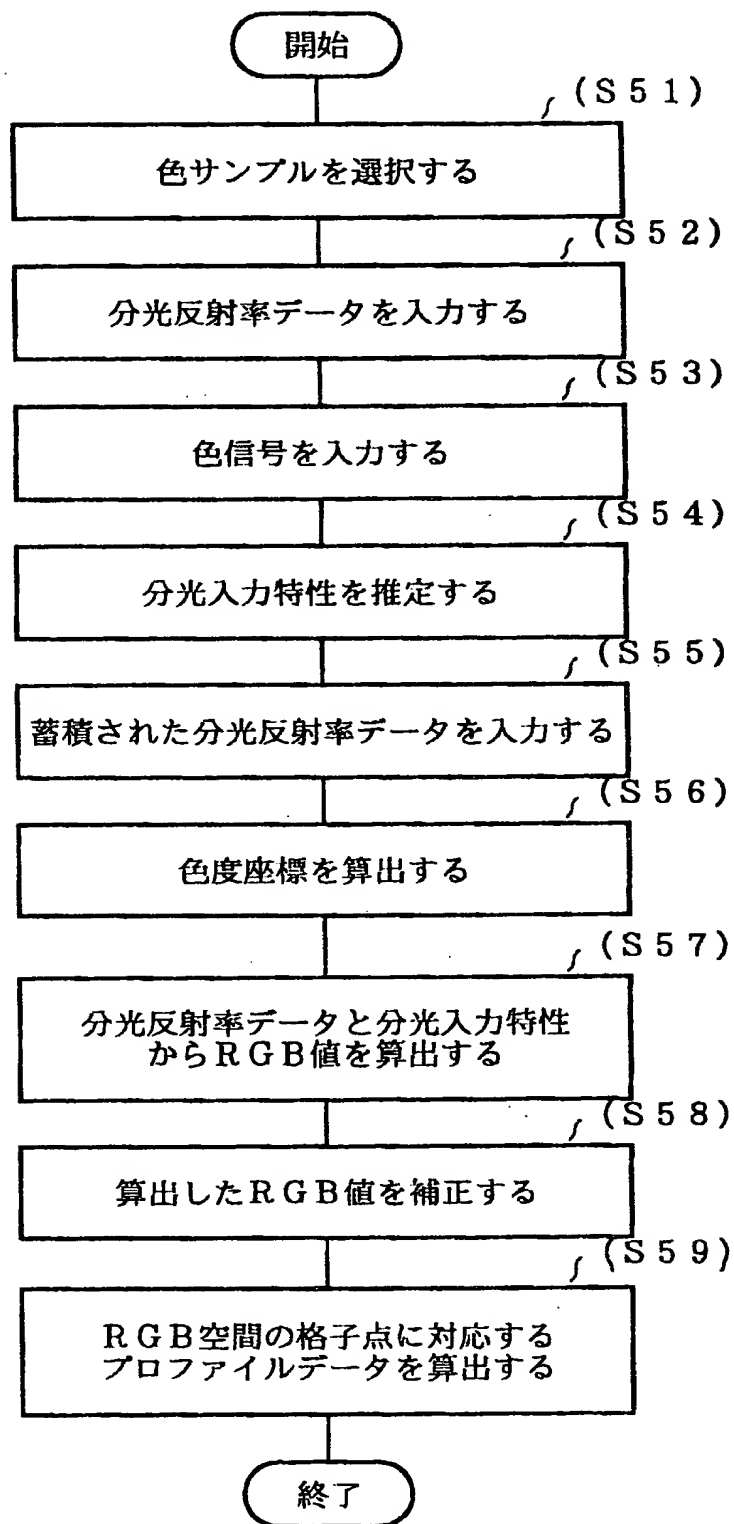 開始
(S51)
色サンプルを選択する
(S52)
分光反射率データを入力する
(S53)
色信号を入力する
(S54)
分光入力特性を推定する
(S55)
蓄積された分光反射率データを入力する
(S56)
色度座標を算出する
(S57)
分光反射率データと分光入力特性
からRGB値を算出する
(S58)
算出したRGB値を補正する
(S59)
RGB空間の格子点に対応する
プロファイルデータを算出する
終了